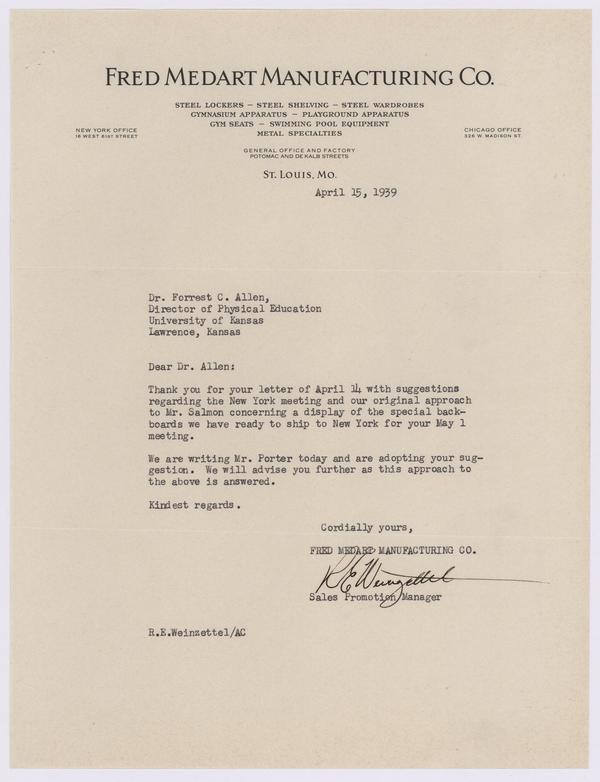 FRED MEDART MANUFACTURING CO.
STEEL LOCKERS — STEEL SHELVING — STEEL WARDROBES
GYMNASIUM APPARATUS — PLAYGROUND APPARATUS
GYM SEATS — SWIMMING POOL EQUIPMENT
METAL SPECIALTIES
NEW YORK OFFICE
16 WEST 61ST STREET
CHICAGO OFFICE
326 W. MADISON ST.
GENERAL OFFICE AND FACTORY
POTOMAC AND DE KALB STREETS
ST. LOUIS, MO.
April 15, 1939
Dr. Forrest C. Allen,
Director of Physical Education
University of Kansas
Lawrence, Kansas
Dear Dr. Allen:
Thank you for your letter of April 14 with suggestions
regarding the New York meeting and our original approach
to Mr. Salmon concerning a display of the special back-
boards we have ready to ship to New York for your May 1
meeting.
We are writing Mr. Porter today and are adopting your sug-
gestion. We will advise you further as this approach to
the above is answered.
Kindest regards.
Cordially yours,
FRED MEDART MANUFACTURING CO.
R E Weinzettel
Sales Promotion Manager
R.E.Weinzettel/AC